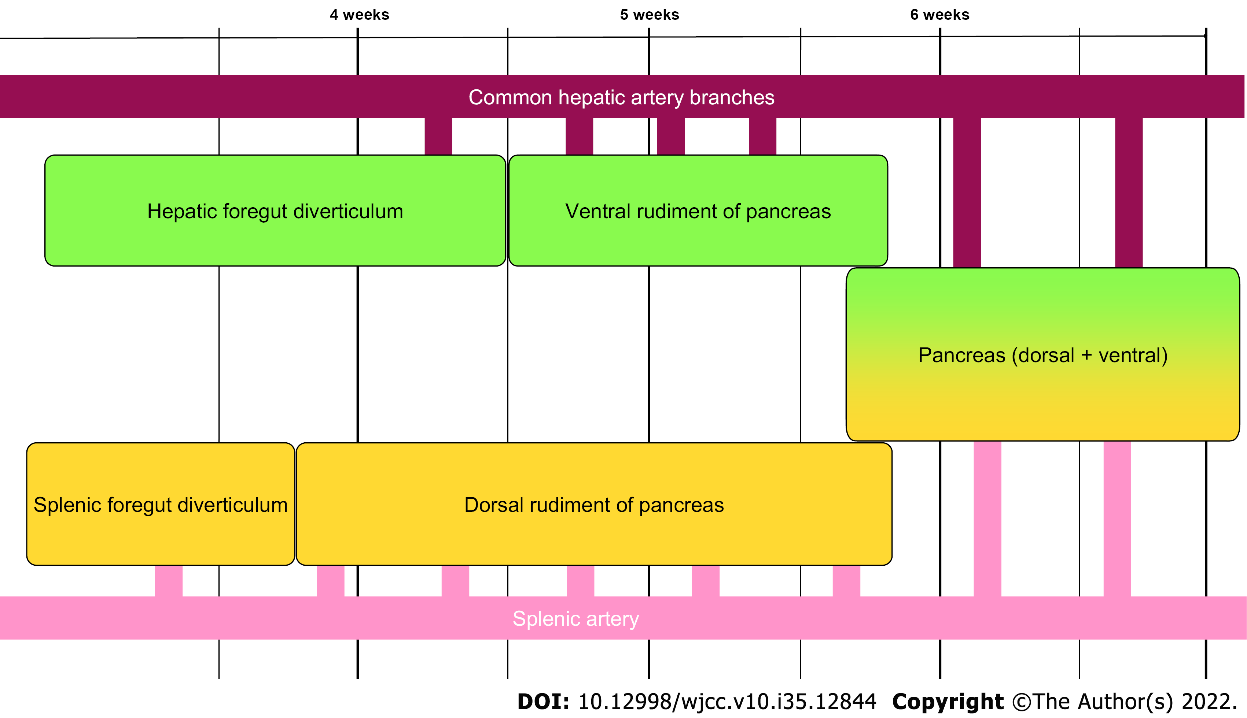 4 weeks 5 weeks 6 weeks
Common hepatic artery branches
Hepatic foregut diverticulum
Ventral rudiment of pancreas
Pancreas (dorsal + ventral)
Splenic foregut diverticulum
Dorsal rudiment of pancreas
Splenic artery
DOI: 10.12998/wjcc.v10.i35.12844 Copyright ©The Author(s) 2022.